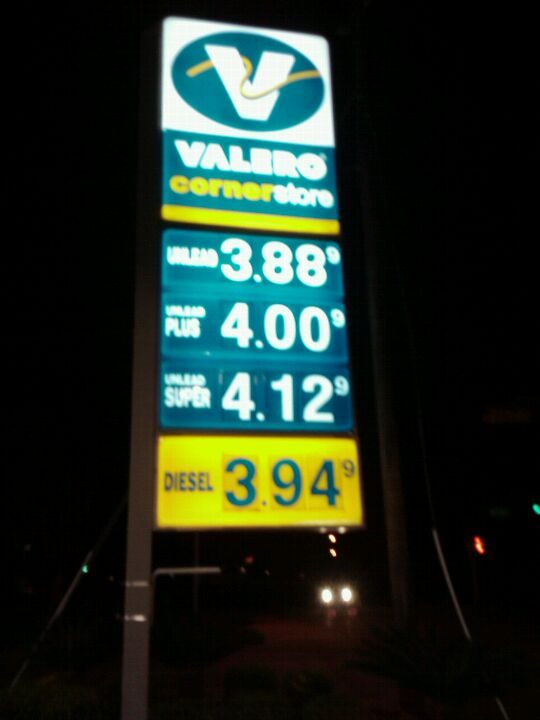 V
VALERO
cornerstore
UNLEAD 3.88 9
UNLEAD PLUS 4.00 9
UNLEAD SUPER 4.12 9
DIESEL 3.94 9